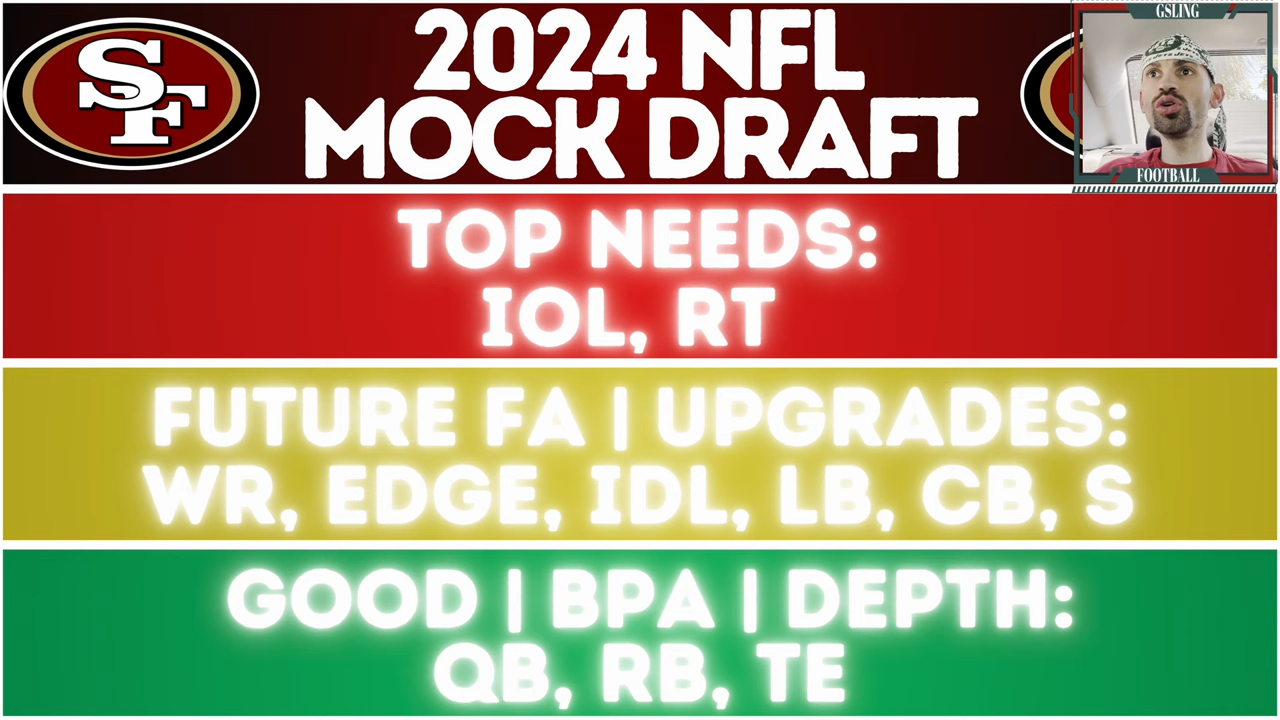 SF
2024 NFL
MOCK DRAFT
GSLING
FOOTBALL
TOP NEEDS:
IOL, RT
FUTURE FA | UPGRADES:
WR, EDGE, IDL, LB, CB, S
GOOD | BPA | DEPTH:
QB, RB, TE